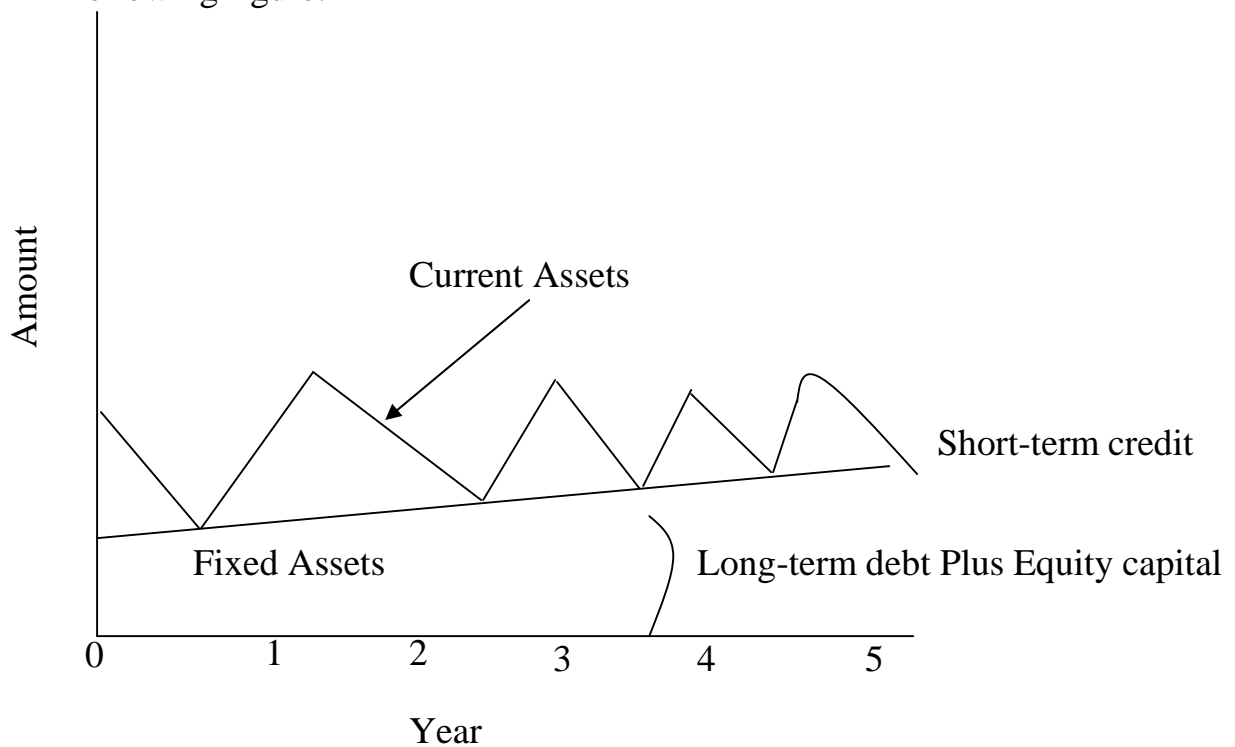 Amount
Current Assets
Short-term credit
Fixed Assets
Long-term debt Plus Equity capital
0 1 2 3 4 5
Year